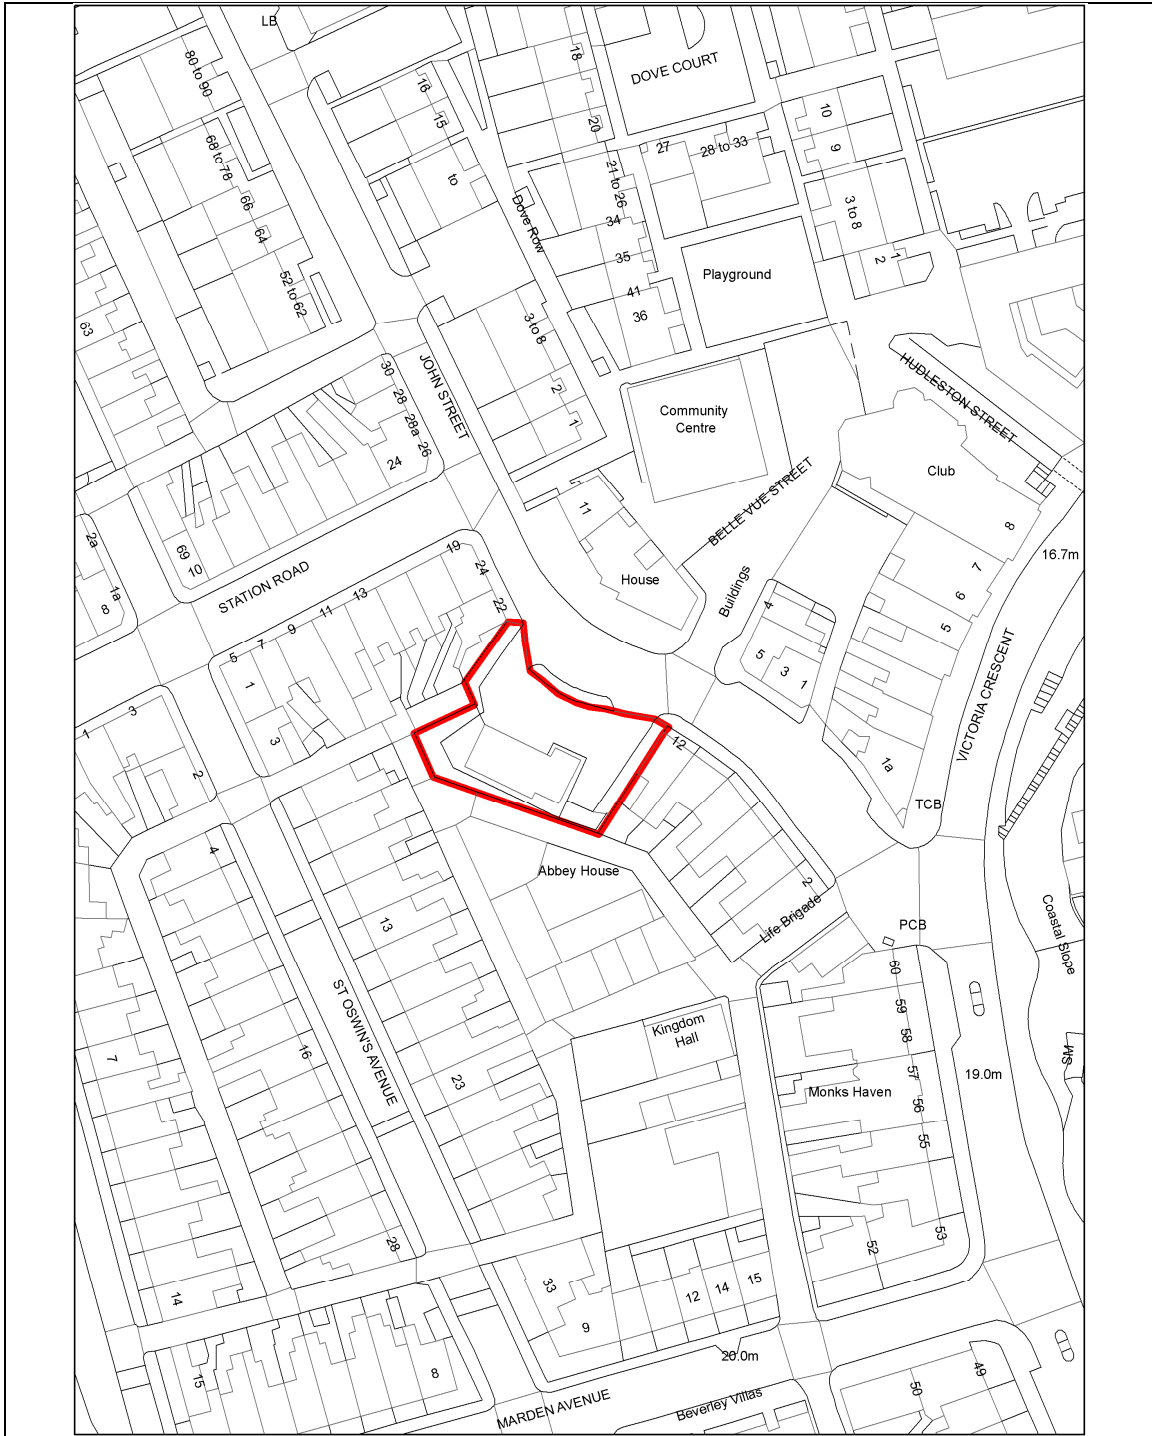 LB
80 to 90
68 to 78
66
64
52 to 62
63
16
15
to
18
20
DOVE COURT
27
28 to 33
21 to 26
34
35
41
36
Dove Row
10
9
3 to 8
2
1
Playground
3 to 8
2
1
JOHN STREET
30
28
28a
26
24
Community
Centre
HUDLESTON STREET
Club
BELLE VUE STREET
11
House
Buildings
8
7
6
5
16.7m
2a
1a
8
69
10
STATION ROAD
19
24
22
13
11
9
7
5
1
3
4
5
3
1
1a
VICTORIA CRESCENT
TCB
1
3
2
12
Abbey House
2
Life Brigade
PCB
Coastal Slope
4
13
ST OSWIN'S AVENUE
16
7
23
28
14
Kingdom
Hall
60
59
58
57
56
55
Monks Haven
19.0m
MS
53
52
33
9
12
14
15
20.0m
15
8
MARDEN AVENUE
Beverley Villas
50
49